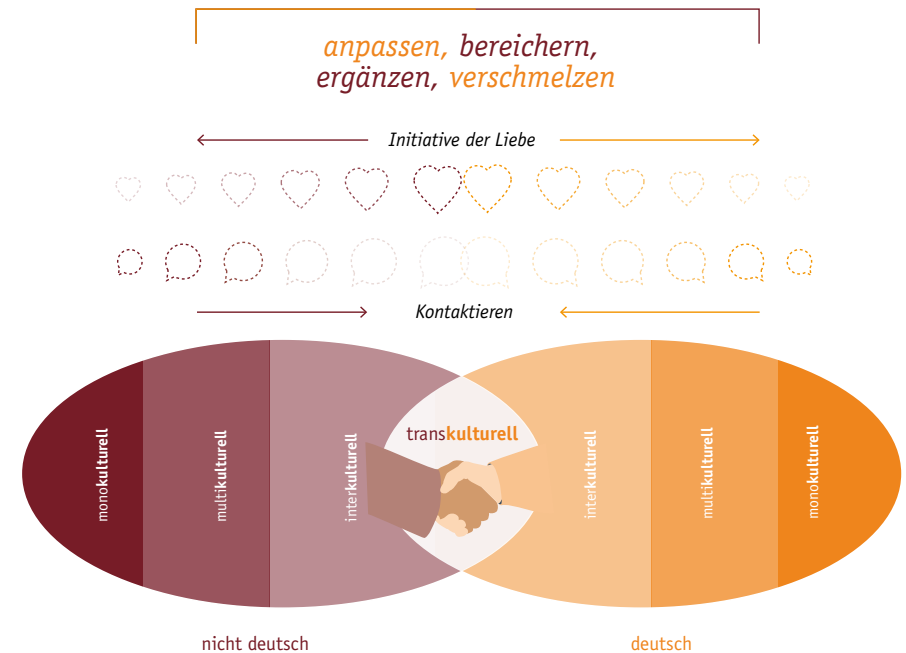 anpassen, bereichern,
ergänzen, verschmelzen
Initiative der Liebe
Kontaktieren
monokulturell
multikulturell
interkulturell
transkulturell
interkulturell
multikulturell
monokulturell
nicht deutsch
deutsch